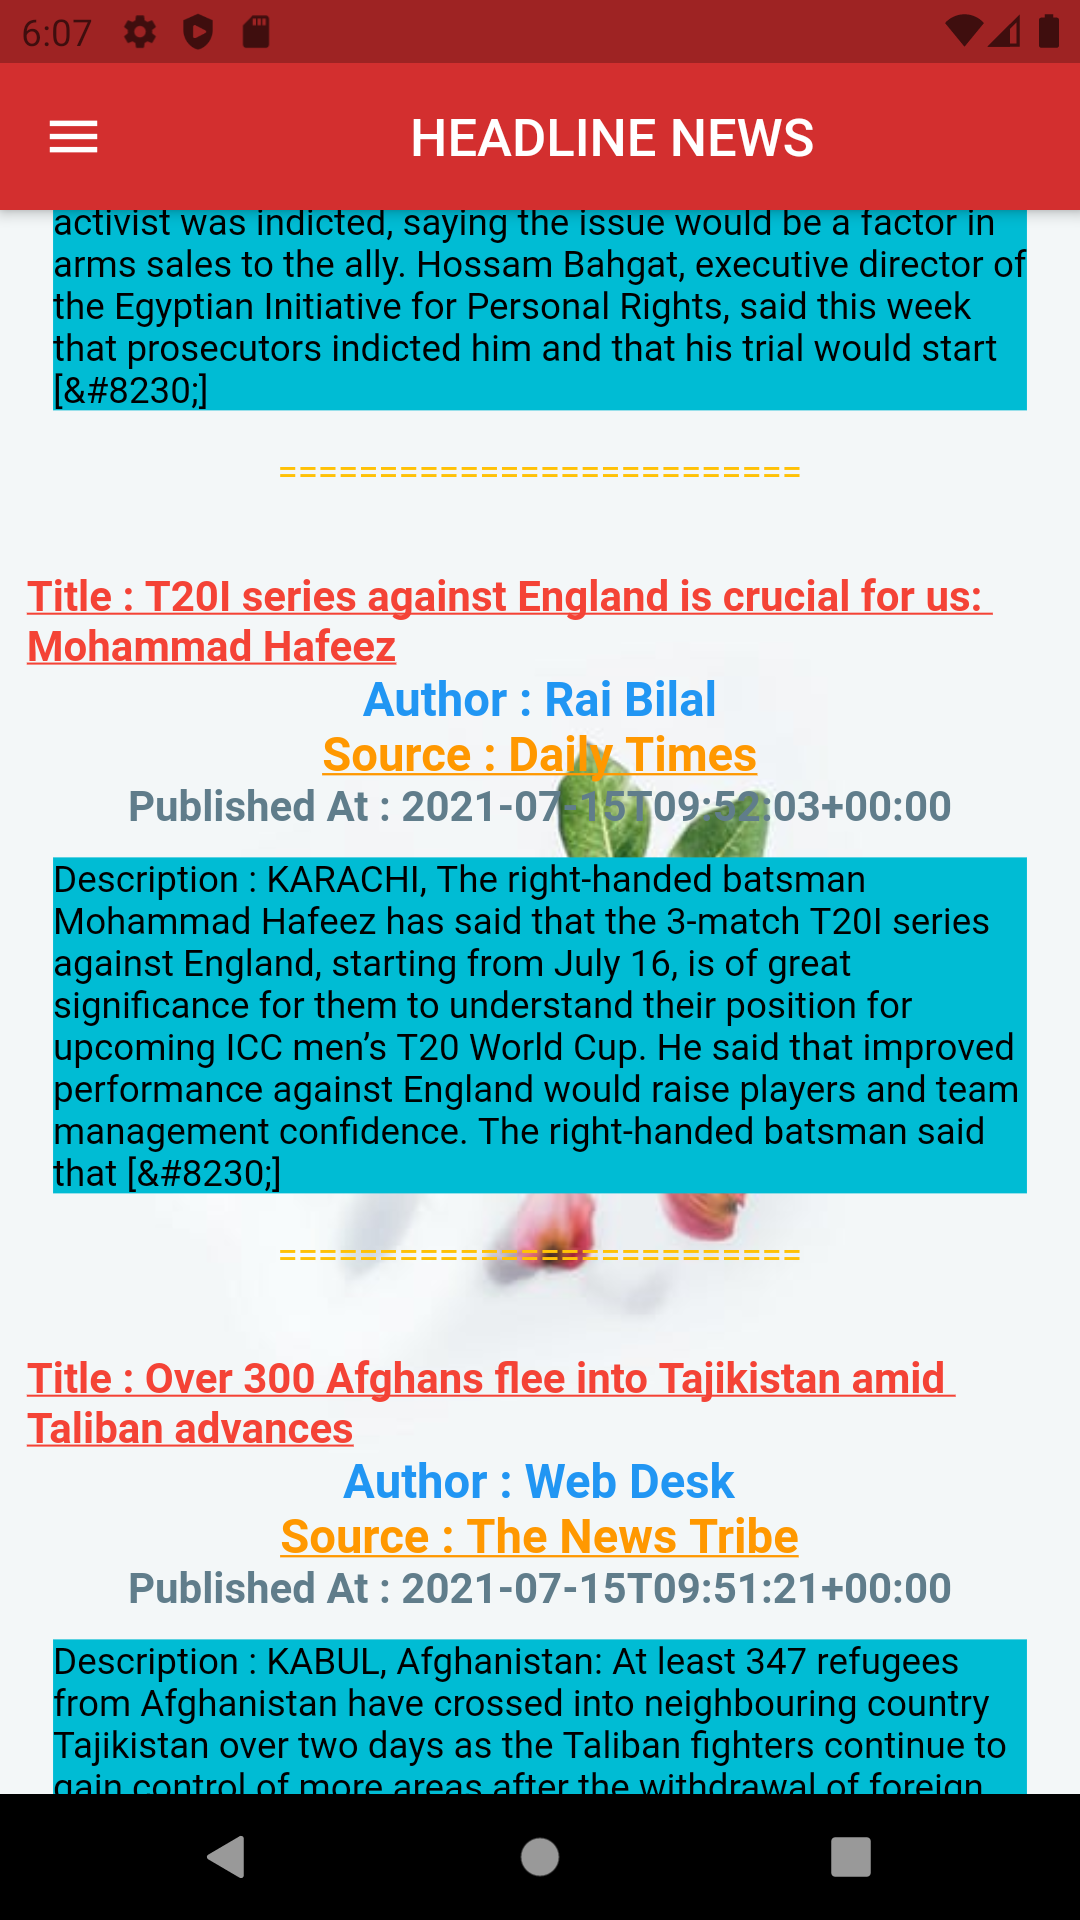 6:07
HEADLINE NEWS
activist was indicted, saying the issue would be a factor in
arms sales to the ally. Hossam Bahgat, executive director of
the Egyptian Initiative for Personal Rights, said this week
that prosecutors indicted him and that his trial would start
[&#8230;]
==========================
Title : T20I series against England is crucial for us:
Mohammad Hafeez
Author : Rai Bilal
Source : Daily Times
Published At : 2021-07-15T09:52:03+00:00
Description : KARACHI, The right-handed batsman
Mohammad Hafeez has said that the 3-match T20I series
against England, starting from July 16, is of great
significance for them to understand their position for
upcoming ICC men’s T20 World Cup. He said that improved
performance against England would raise players and team
management confidence. The right-handed batsman said
that [&#8230;]
==========================
Title : Over 300 Afghans flee into Tajikistan amid
Taliban advances
Author : Web Desk
Source : The News Tribe
Published At : 2021-07-15T09:51:21+00:00
Description : KABUL, Afghanistan: At least 347 refugees
from Afghanistan have crossed into neighbouring country
Tajikistan over two days as the Taliban fighters continue to
gain control of more areas after the withdrawal of foreign